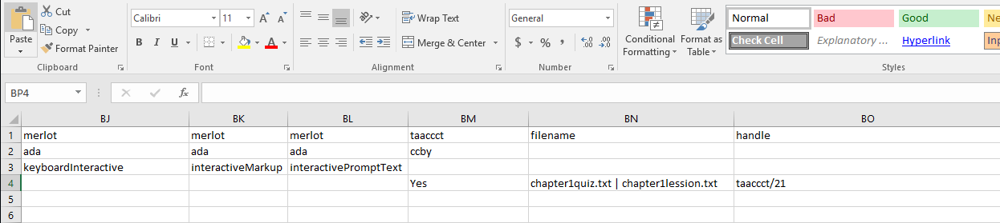 Cut
Copy
Format Painter
Paste
Clipboard
Calibri 11 A A
B I U A
Font
Wrap Text
Merge & Center
Alignment
General
$ % , .0 .00 .00 .0
Number
Conditional Formatting
Format as Table
Normal Bad Good Ne
Check Cell Explanatory ... Hyperlink Inp
Styles
BP4 fx
BJ BK BL BM BN BO
1 merlot merlot merlot taaccct filename handle
2 ada ada ada ccby
3 keyboardInteractive interactiveMarkup interactivePromptText
4 Yes chapter1quiz.txt | chapter1lession.txt taaccct/21
5
6